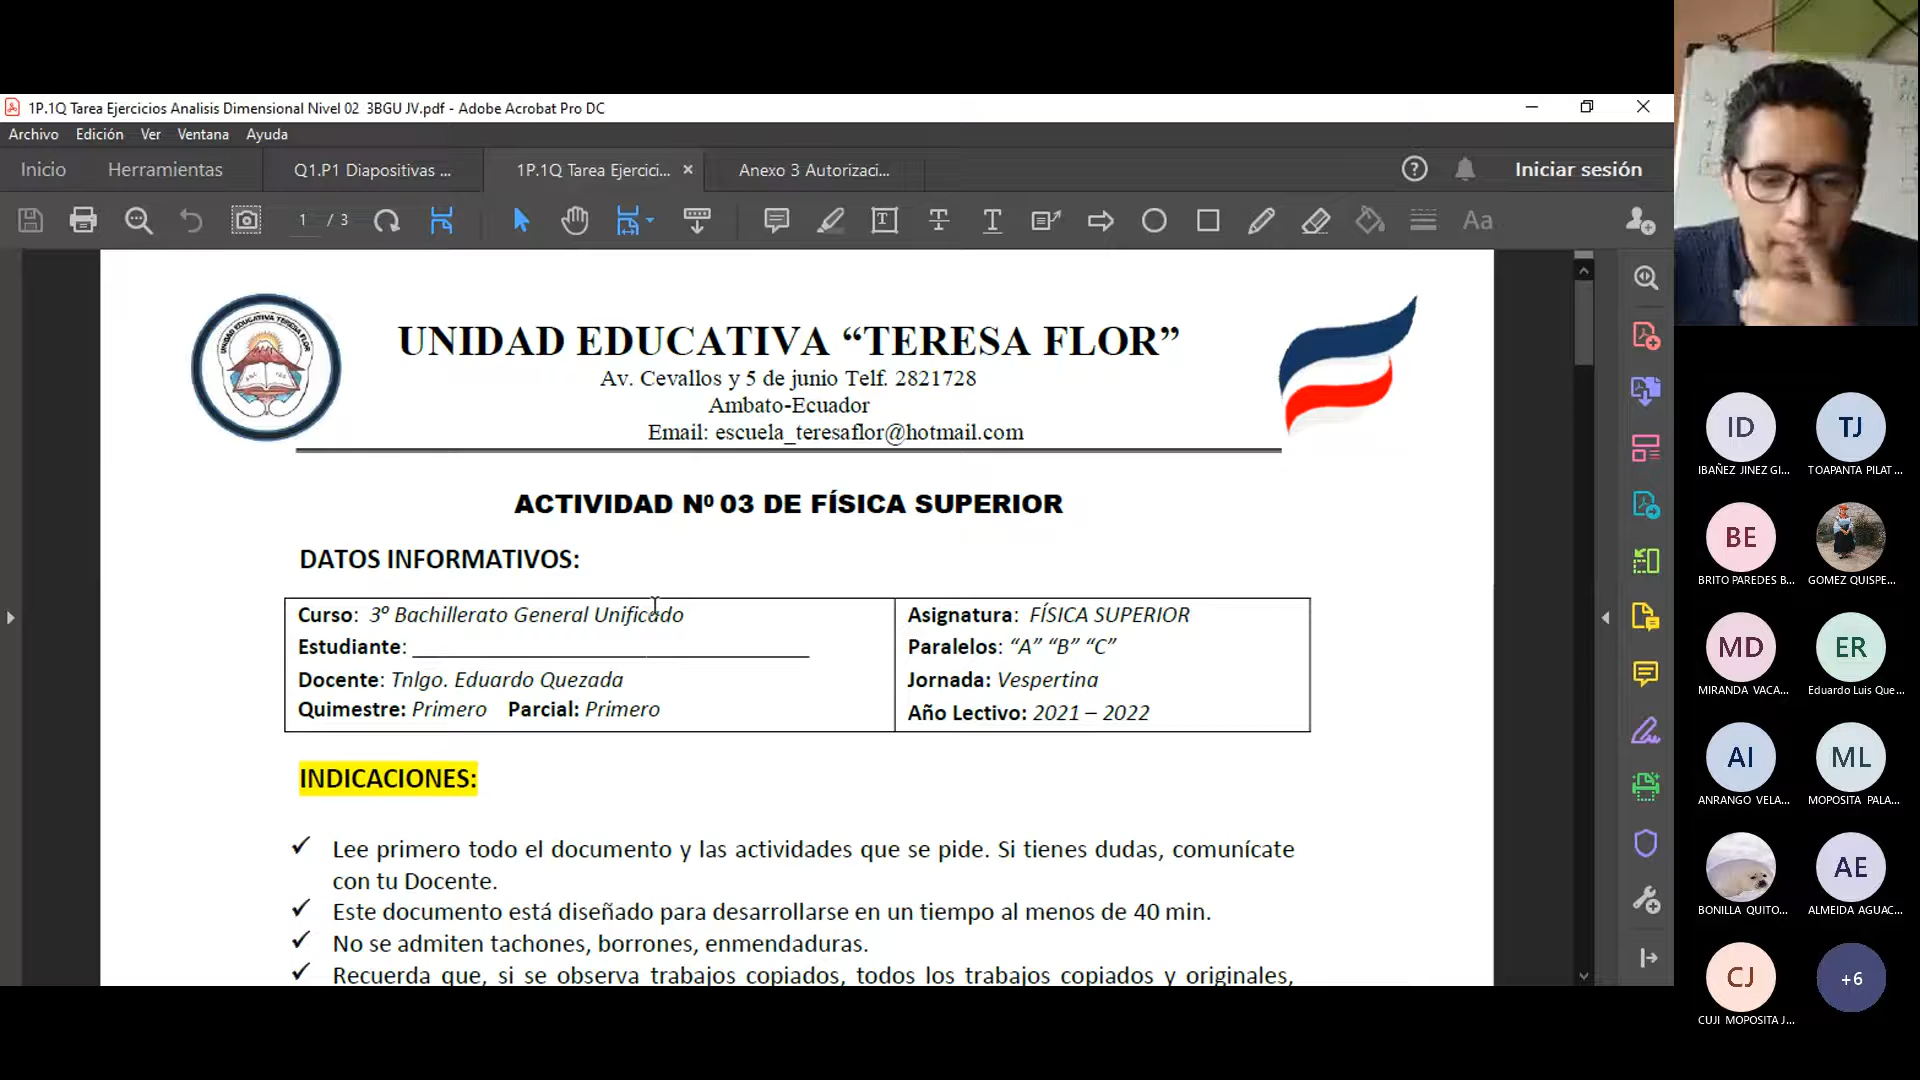 1P.1Q Tarea Ejercicios Analisis Dimensional Nivel 02 3BGU JV.pdf - Adobe Acrobat Pro DC
Archivo Edición Ver Ventana Ayuda
Inicio Herramientas Q1.P1 Diapositivas ... 1P.1Q Tarea Ejercici... × Anexo 3 Autorizaci... Iniciar sesión
1 / 3
Aa
UNIDAD EDUCATIVA “TERESA FLOR”
Av. Cevallos y 5 de junio Telf. 2821728
Ambato-Ecuador
Email: escuela_teresaflor@hotmail.com
UNIDAD EDUCATIVA TERESA FLOR
ACTIVIDAD Nº 03 DE FÍSICA SUPERIOR
DATOS INFORMATIVOS:
Curso: 3º Bachillerato General Unificado
Estudiante: ____________________
Docente: Tnlgo. Eduardo Quezada
Quimestre: Primero Parcial: Primero
Asignatura: FÍSICA SUPERIOR
Paralelos: “A” “B” “C”
Jornada: Vespertina
Año Lectivo: 2021 – 2022
INDICACIONES:
✓ Lee primero todo el documento y las actividades que se pide. Si tienes dudas, comunícate
con tu Docente.
✓ Este documento está diseñado para desarrollarse en un tiempo al menos de 40 min.
✓ No se admiten tachones, borrones, enmendaduras.
✓ Recuerda que, si se observa trabajos copiados, todos los trabajos copiados y originales,
ID TJ
IBAÑEZ JINEZ GI... TOAPANTA PILAT...
BE
BRITO PAREDES B... GOMEZ QUISPE...
MD ER
MIRANDA VACA... Eduardo Luis Que...
AI ML
ANRANGO VELA... MOPOSITA PALA...
AE
BONILLA QUITO... ALMEIDA AGUAC...
CJ +6
CUJI MOPOSITA J...